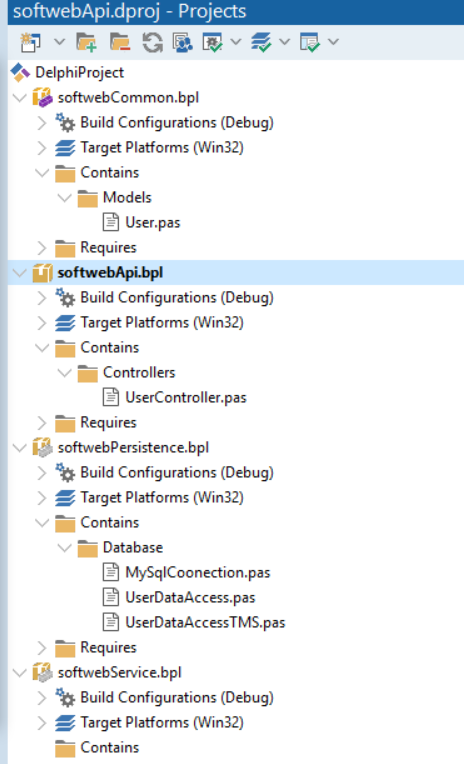 softwebApi.dproj - Projects
DelphiProject
softwebCommon.bpl
Build Configurations (Debug)
Target Platforms (Win32)
Contains
Models
User.pas
Requires
softwebApi.bpl
Build Configurations (Debug)
Target Platforms (Win32)
Contains
Controllers
UserController.pas
Requires
softwebPersistence.bpl
Build Configurations (Debug)
Target Platforms (Win32)
Contains
Database
MySqlCoonection.pas
UserDataAccess.pas
UserDataAccessTMS.pas
Requires
softwebService.bpl
Build Configurations (Debug)
Target Platforms (Win32)
Contains